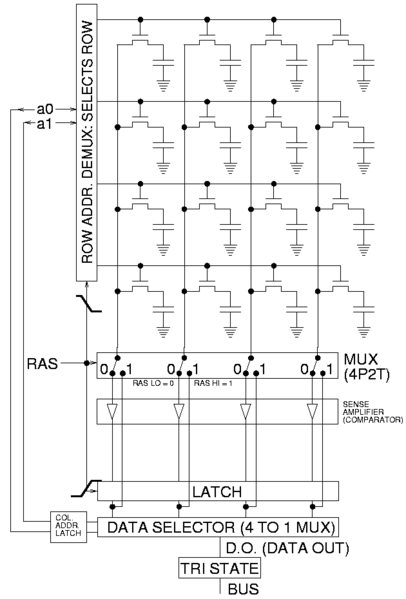 ROW ADDR. DEMUX: SELECTS ROW
a0
a1
RAS
0 1 0 1 0 1 0 1
RAS LO = 0 RAS HI = 1
MUX
(4P2T)
SENSE
AMPLIFIER
(COMPARATOR)
LATCH
COL.
ADDR.
LATCH
DATA SELECTOR (4 TO 1 MUX)
D.O. (DATA OUT)
TRI STATE
BUS